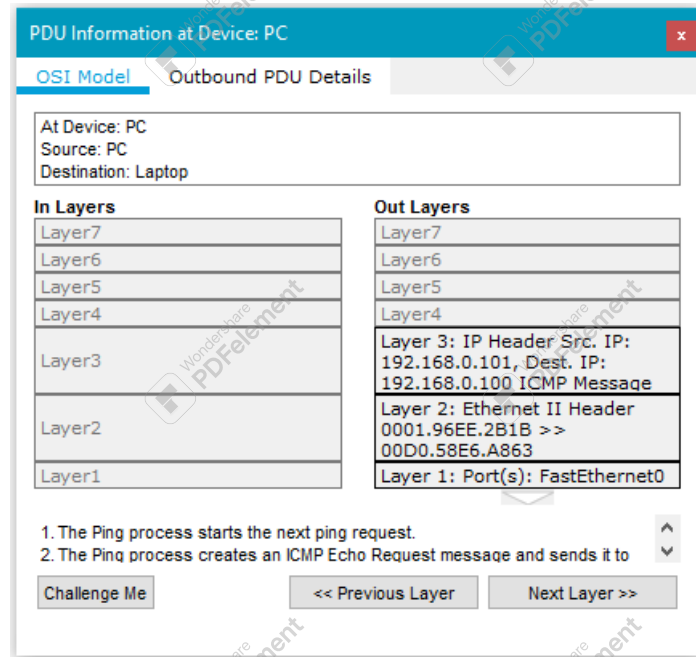 PDU Information at Device: PC
x
OSI Model
Outbound PDU Details
At Device: PC
Source: PC
Destination: Laptop
In Layers
Layer7
Layer6
Layer5
Layer4
Layer3
Layer2
Layer1
Out Layers
Layer7
Layer6
Layer5
Layer4
Layer 3: IP Header Src. IP:
192.168.0.101, Dest. IP:
192.168.0.100 ICMP Message
Layer 2: Ethernet II Header
0001.96EE.2B1B >>
00D0.58E6.A863
Layer 1: Port(s): FastEthernet0
1. The Ping process starts the next ping request.
2. The Ping process creates an ICMP Echo Request message and sends it to
Challenge Me
<< Previous Layer
Next Layer >>
Wondershare
PDFelement